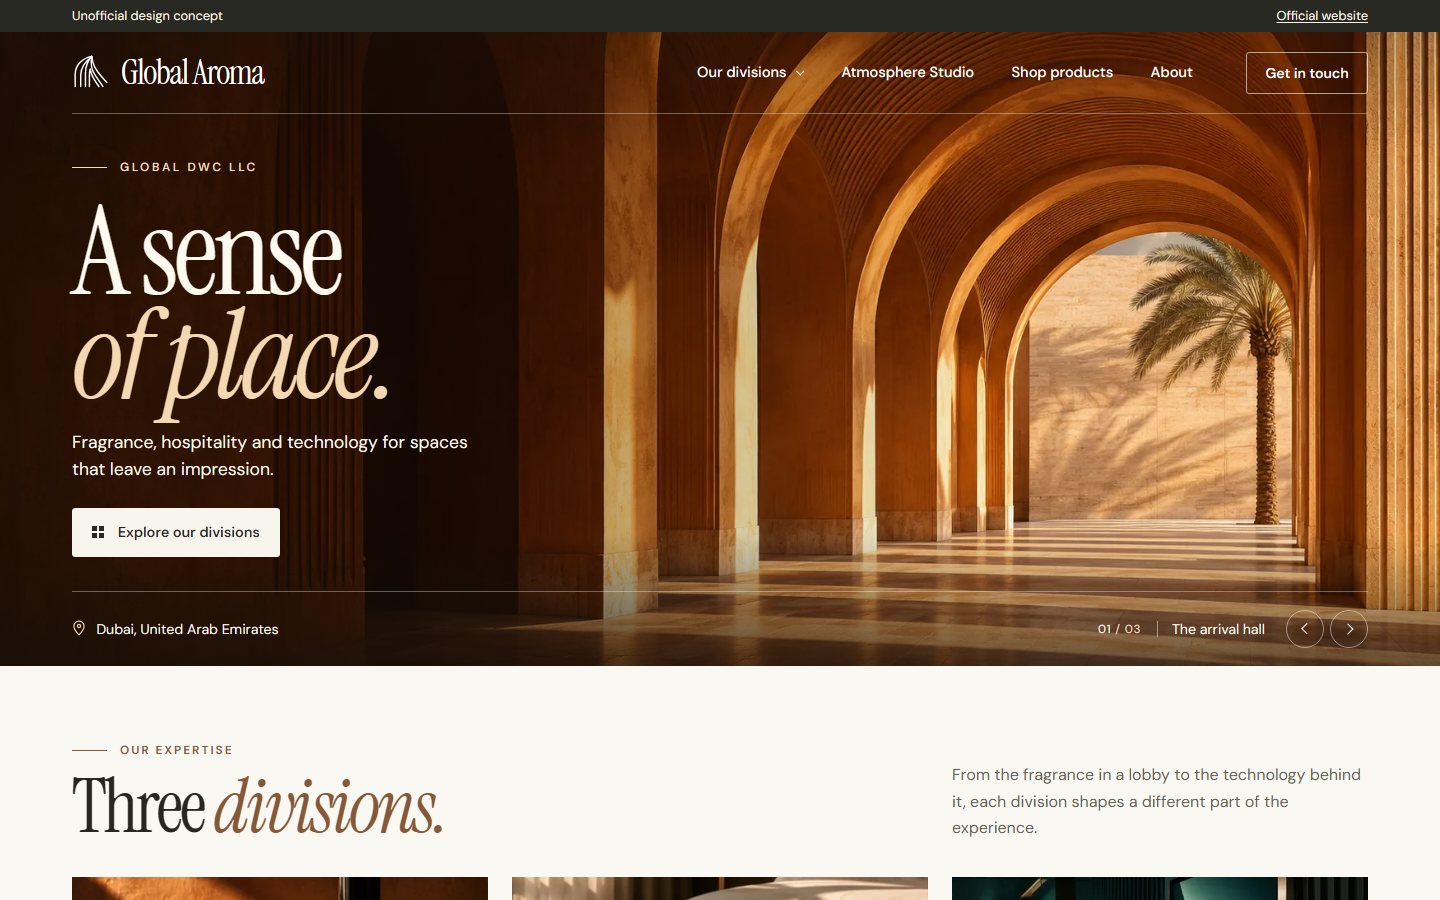 Unofficial design concept
Official website
Global Aroma
Our divisions
Atmosphere Studio
Shop products
About
Get in touch
GLOBAL DWC LLC
A sense
of place.
Fragrance, hospitality and technology for spaces
that leave an impression.
Explore our divisions
Dubai, United Arab Emirates
01 / 03
The arrival hall
OUR EXPERTISE
Three divisions.
From the fragrance in a lobby to the technology behind
it, each division shapes a different part of the
experience.